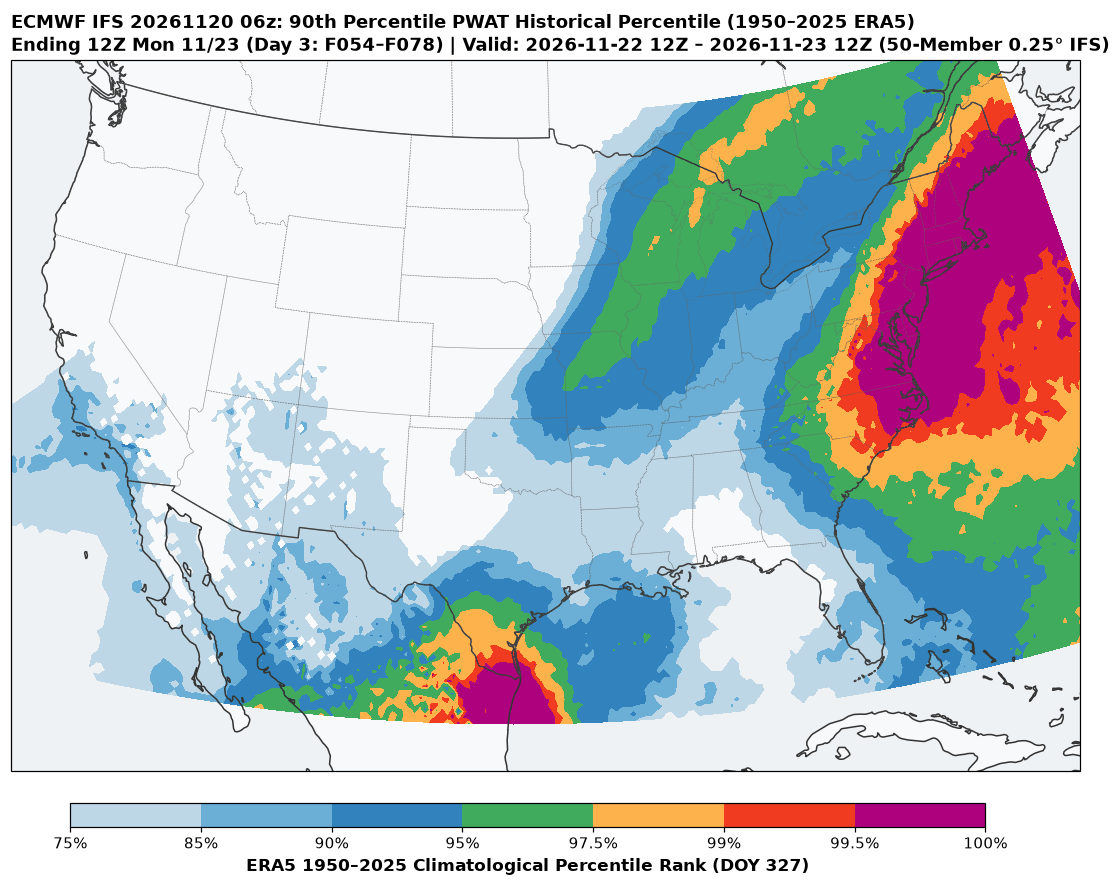 ECMWF IFS 20261120 06z: 90th Percentile PWAT Historical Percentile (1950–2025 ERA5)
Ending 12Z Mon 11/23 (Day 3: F054–F078) | Valid: 2026-11-22 12Z – 2026-11-23 12Z (50-Member 0.25° IFS)
75% 85% 90% 95% 97.5% 99% 99.5% 100%
ERA5 1950–2025 Climatological Percentile Rank (DOY 327)